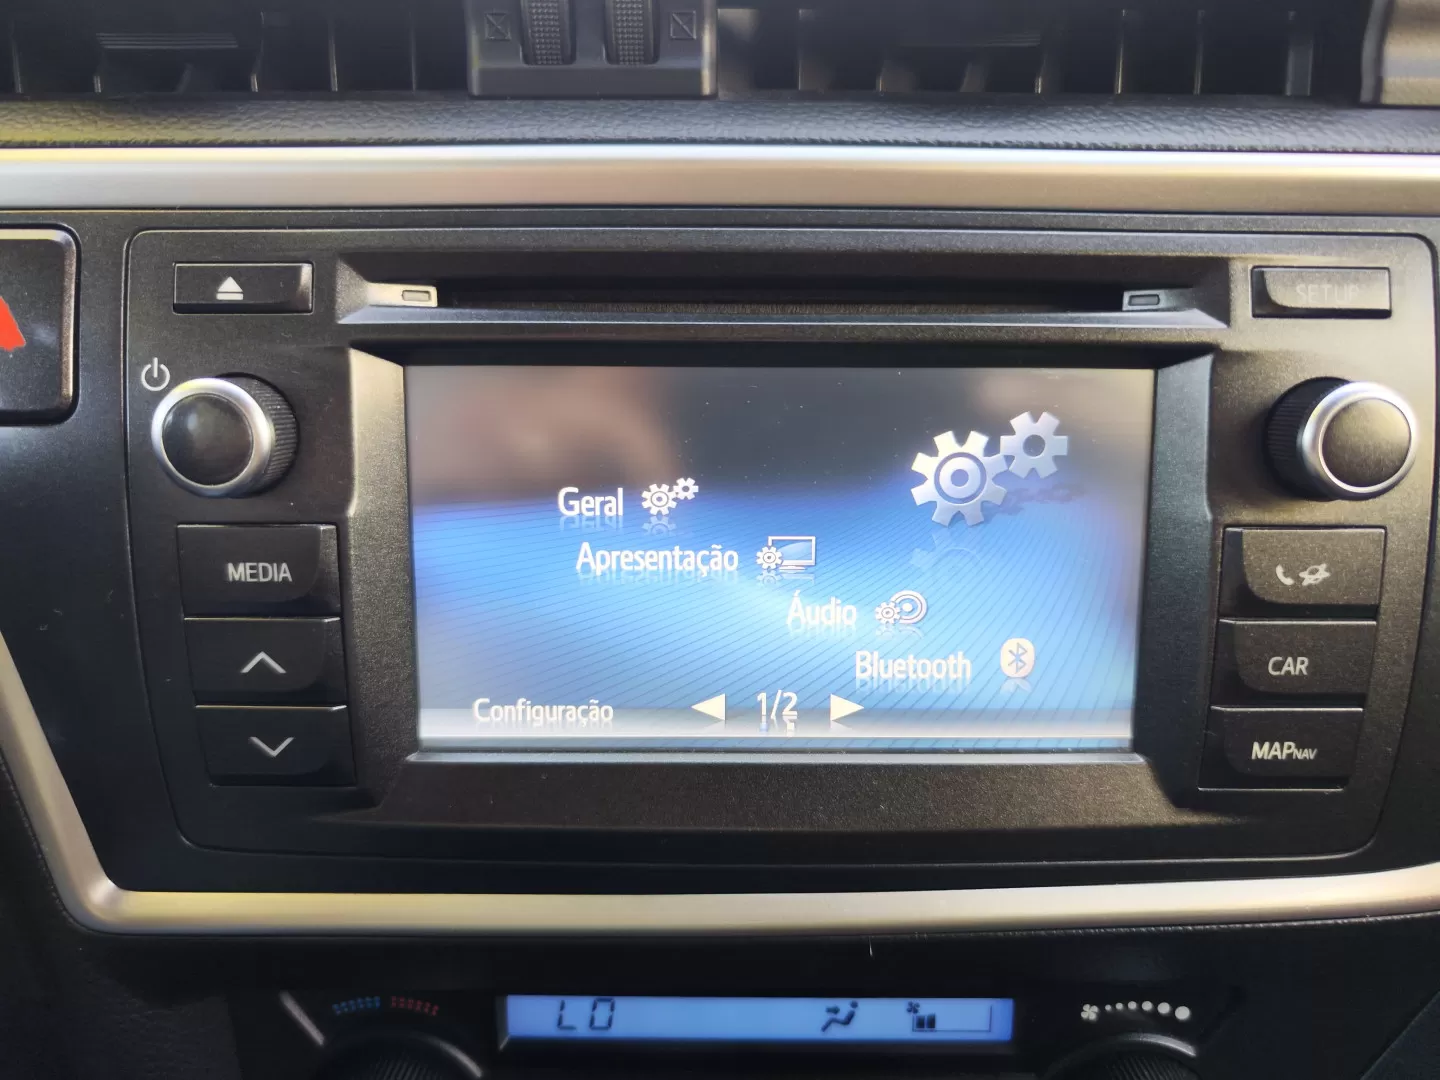 SETUP
MEDIA
Geral
Apresentação
Áudio
Bluetooth
Configuração
1/2
CAR
MAPNAV
LO